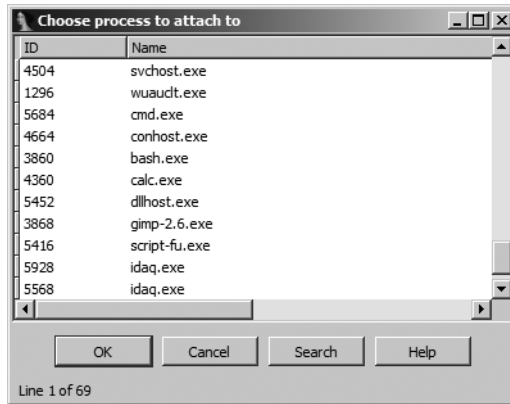 Choose process to attach to
ID Name
4504 svchost.exe
1296 wuauclt.exe
5684 cmd.exe
4664 conhost.exe
3860 bash.exe
4360 calc.exe
5452 dllhost.exe
3868 gimp-2.6.exe
5416 script-fu.exe
5928 idaq.exe
5568 idaq.exe
OK Cancel Search Help
Line 1 of 69